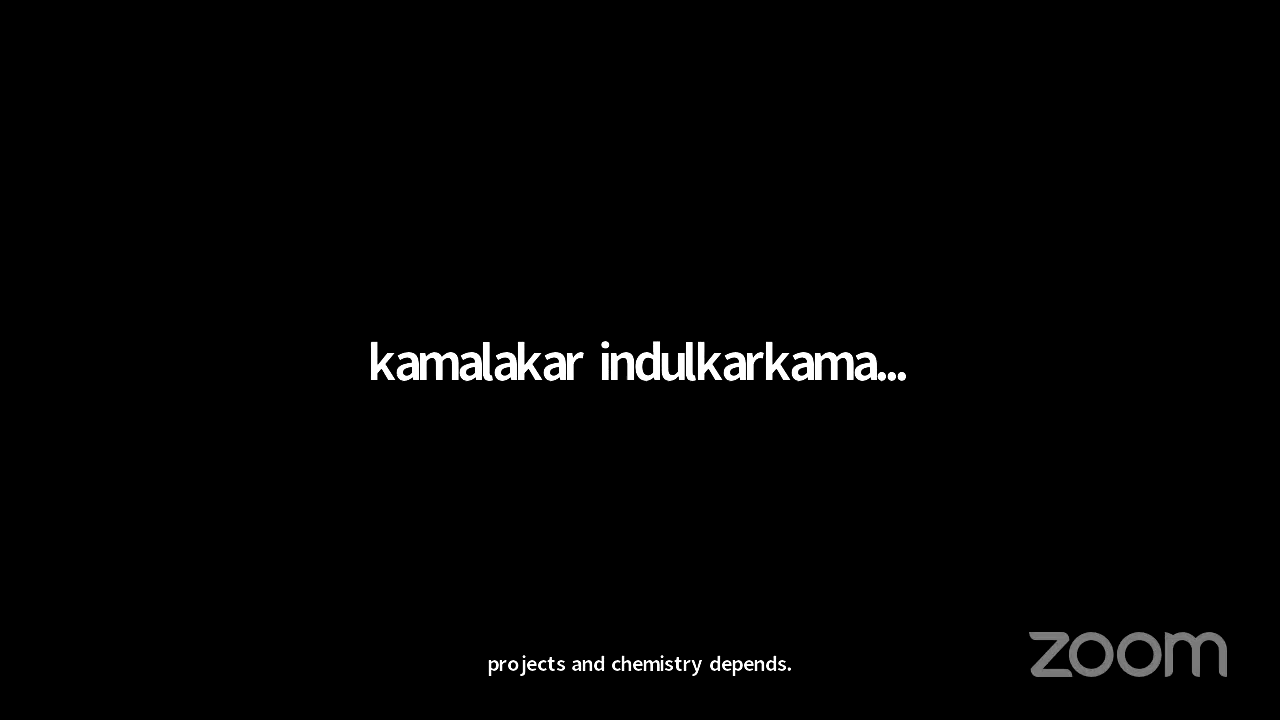 kamalakar indulkarkama...
projects and chemistry depends.
zoom